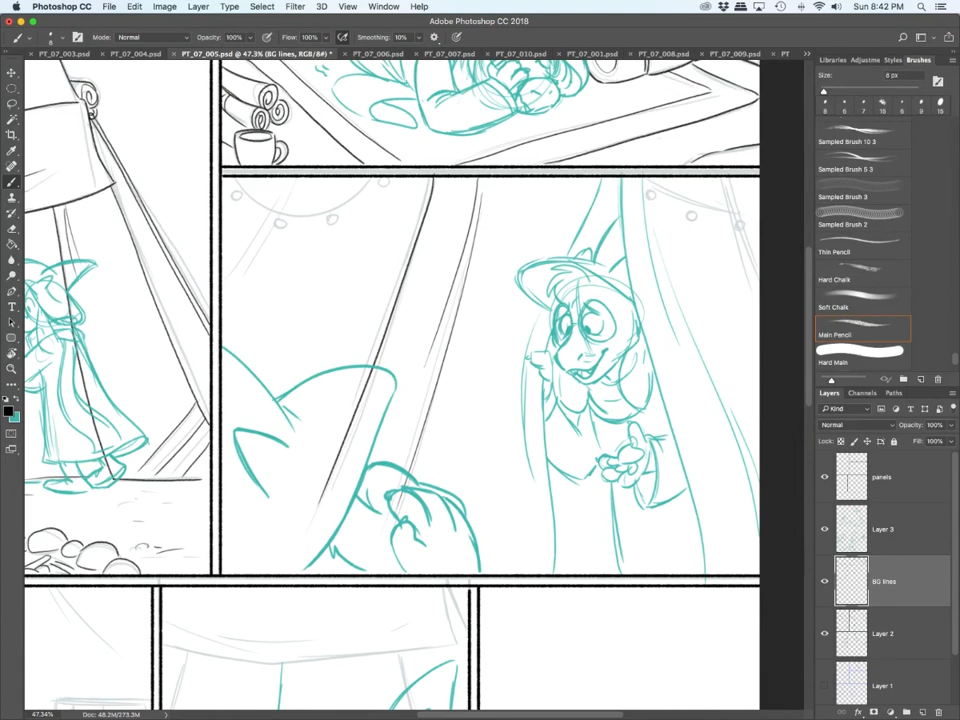 Photoshop CC File Edit Image Layer Type Select Filter 3D View Window Help Sun 8:42 PM
Adobe Photoshop CC 2018
8 Mode: Normal Opacity: 100% Flow: 100% Smoothing: 10%
PT_07_003.psd PT_07_004.psd PT_07_005.psd @ 47.3% (BG lines, RGB/8#) * PT_07_006.psd PT_07_007.psd PT_07_010.psd PT_07_001.psd PT_07_008.psd PT_07_009.psd PT
Libraries Adjustme Styles Brushes
Size: 8 px
Sampled Brush 10 3
Sampled Brush 5 3
Sampled Brush 3
Sampled Brush 2
Thin Pencil
Hard Chalk
Soft Chalk
Main Pencil
Hard Main
Layers Channels Paths
Kind
Normal Opacity: 100%
Lock: Fill: 100%
panels
Layer 3
BG lines
Layer 2
Layer 1
47.34% Doc: 48.2M/273.3M